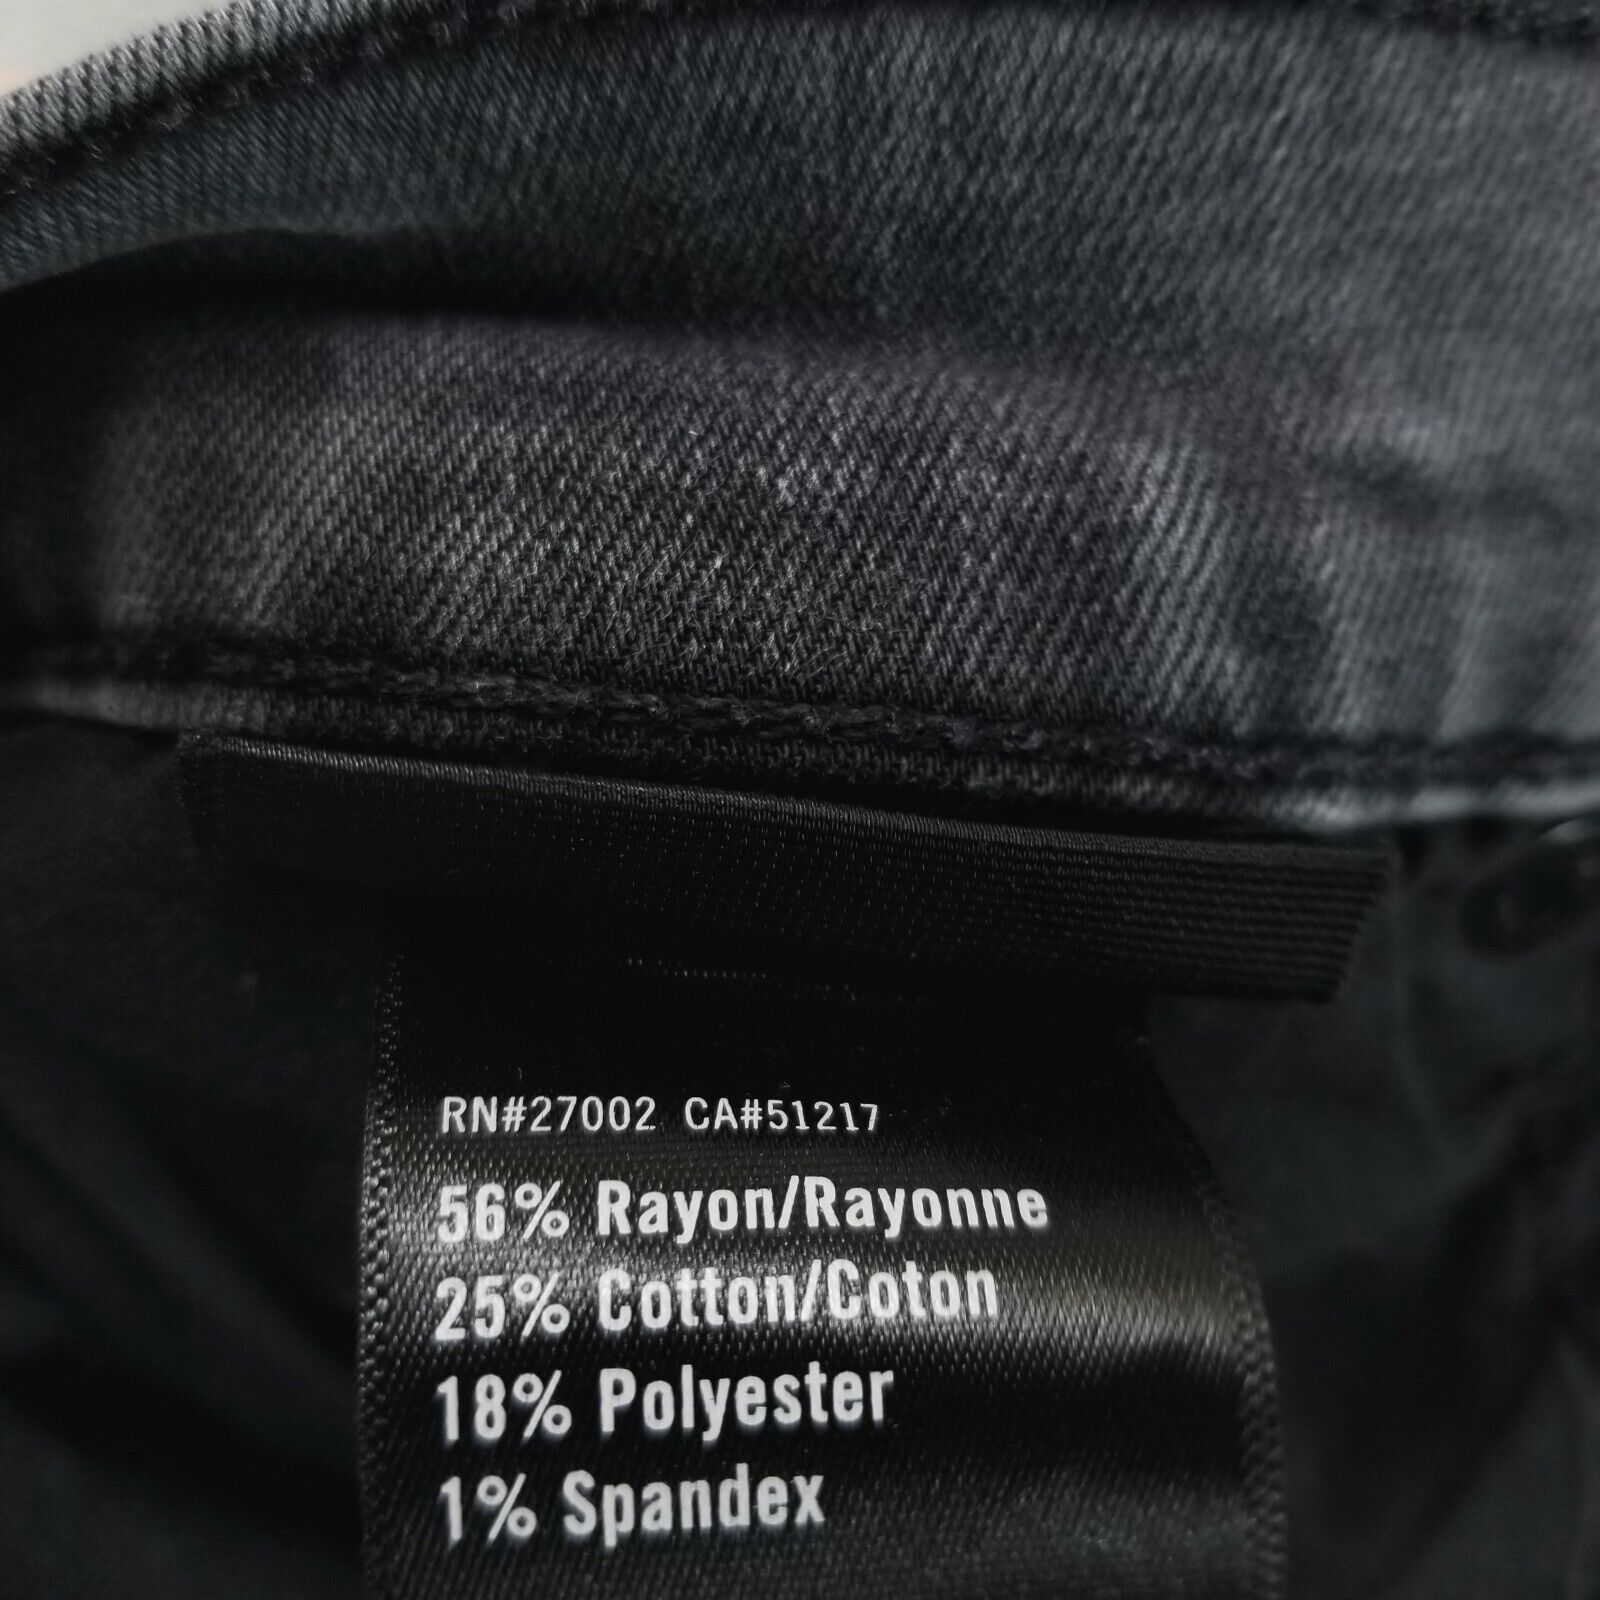 RN#27002 CA#51217
56% Rayon/Rayonne
25% Cotton/Coton
18% Polyester
1% Spandex